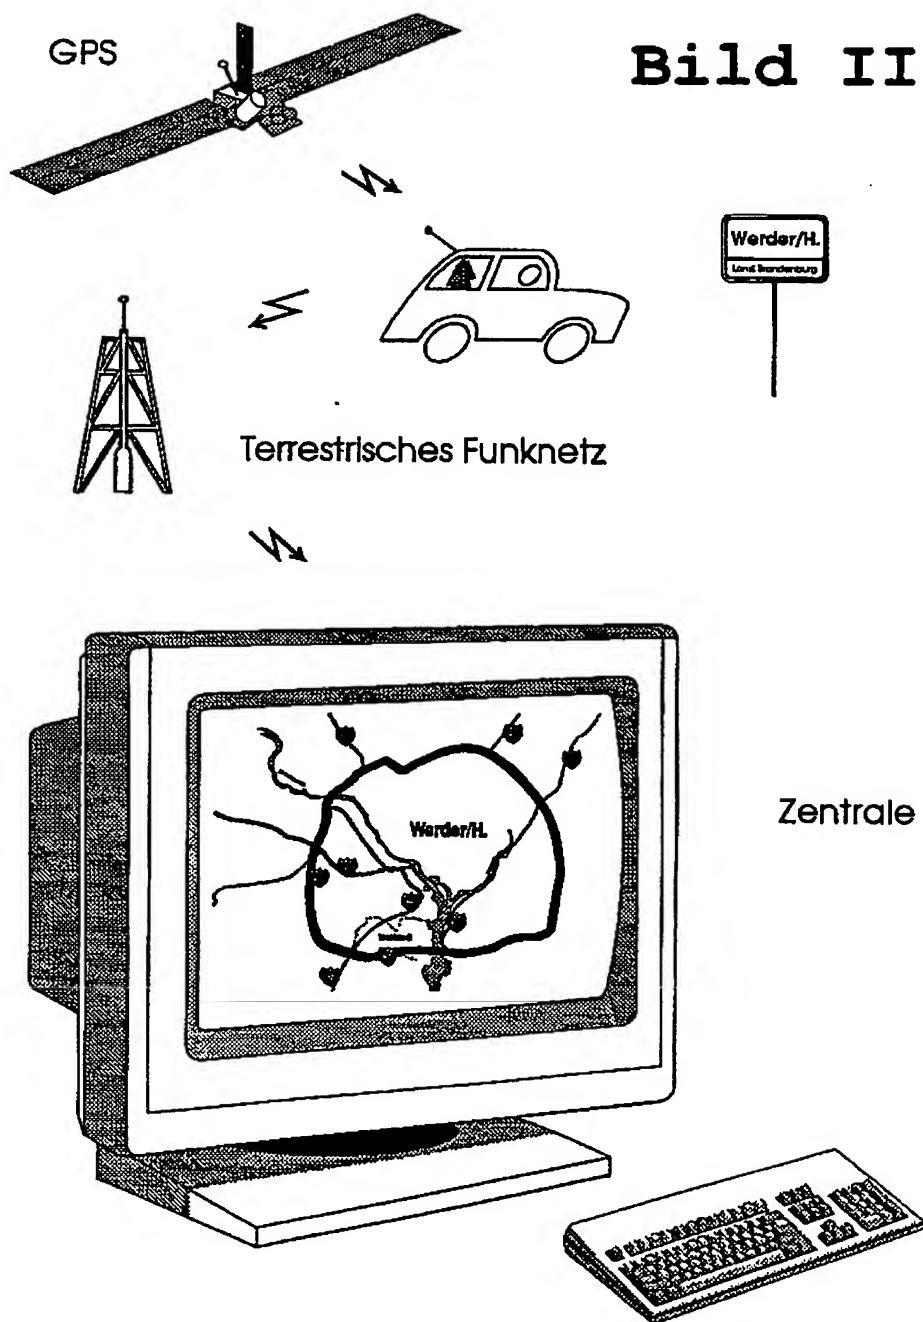 GPS
Bild II
Werder/H.
Land Brandenburg
Terrestrisches Funknetz
Werder/H.
Zentrale